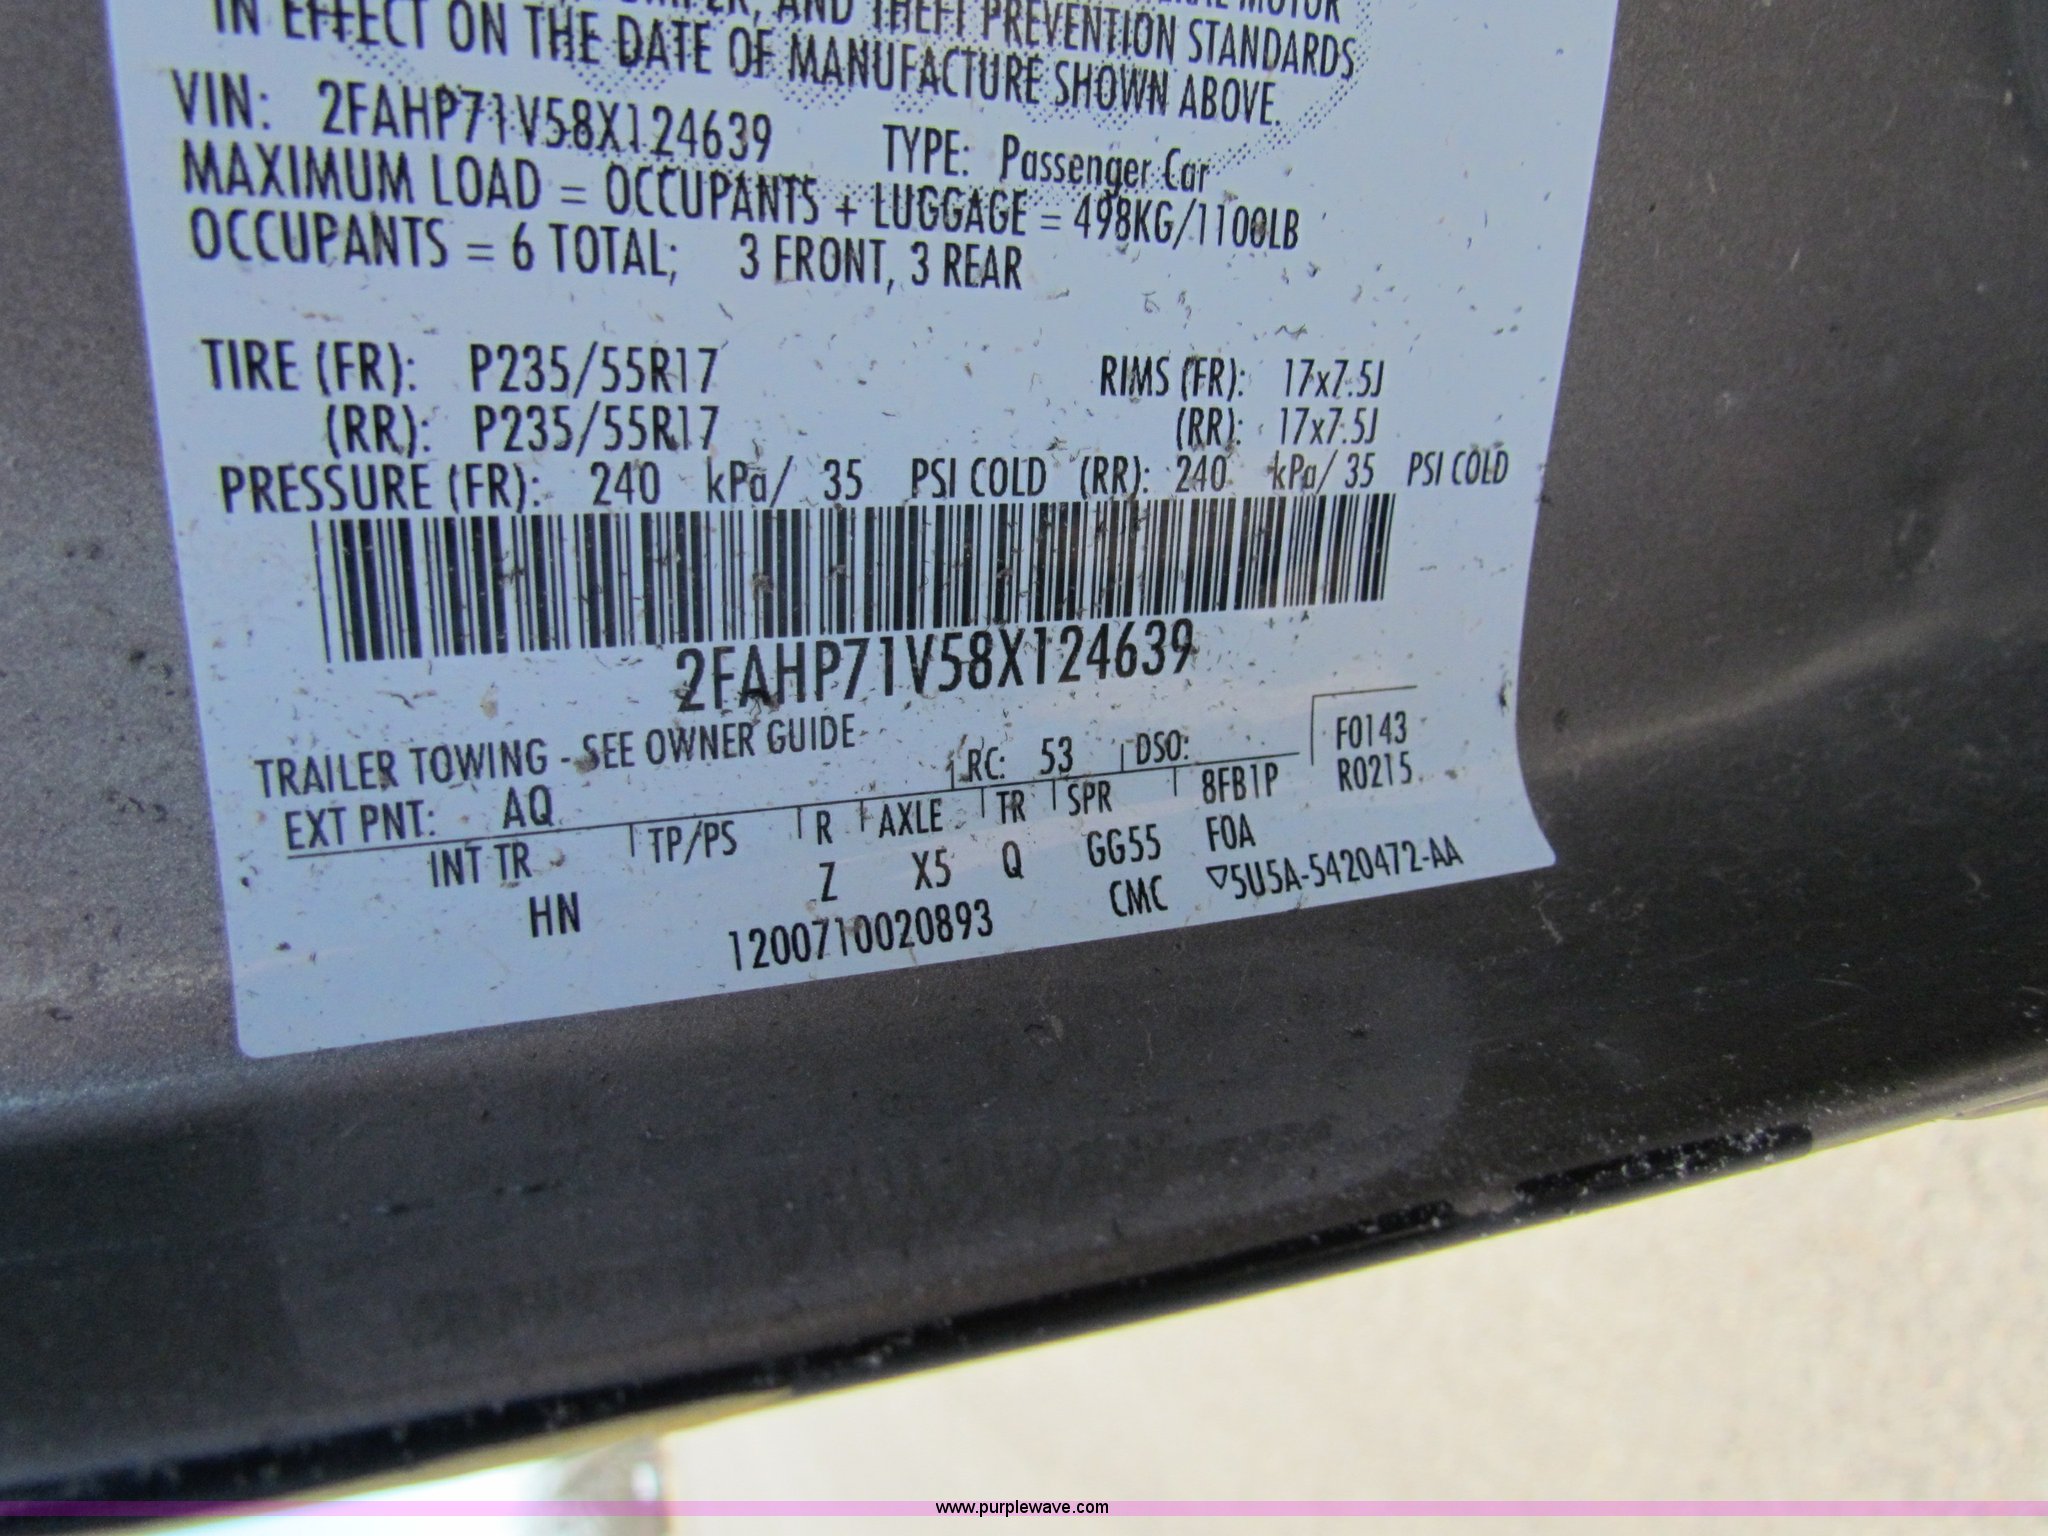 AND THEFT PREVENTION STANDARDS
IN EFFECT ON THE DATE OF MANUFACTURE SHOWN ABOVE.
VIN: 2FAHP71V58X124639 TYPE: Passenger Car
MAXIMUM LOAD = OCCUPANTS + LUGGAGE = 498KG/1100LB
OCCUPANTS = 6 TOTAL; 3 FRONT, 3 REAR
TIRE (FR): P235/55R17 RIMS (FR): 17x7.5J
(RR): P235/55R17 (RR): 17x7.5J
PRESSURE (FR): 240 kPa/ 35 PSI COLD (RR): 240 kPa/ 35 PSI COLD
2FAHP71V58X124639
TRAILER TOWING - SEE OWNER GUIDE
EXT PNT: AQ RC: 53 DSO: F0143
R0215
INT TR TP/PS R AXLE TR SPR 8FB1P
HN Z X5 Q GG55 F0A
1200710020893 CMC ▽5U5A-5420472-AA
www.purplewave.com